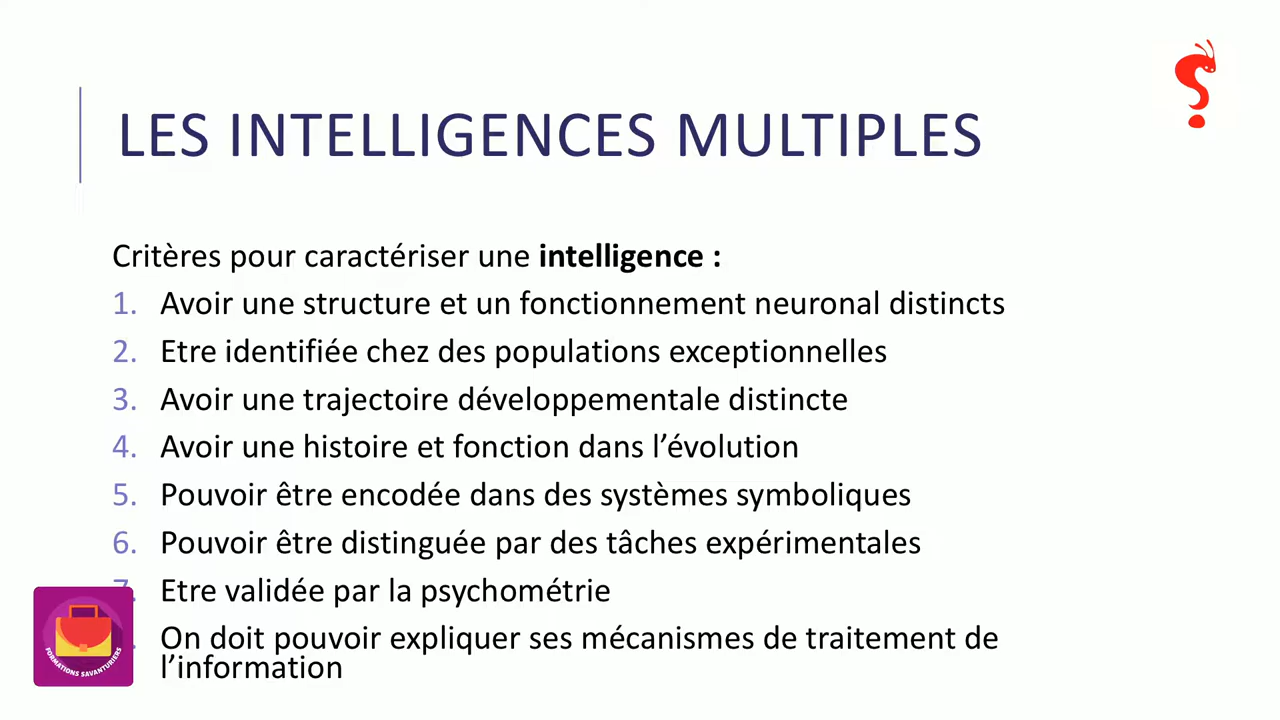 LES INTELLIGENCES MULTIPLES
Critères pour caractériser une intelligence :
1. Avoir une structure et un fonctionnement neuronal distincts
2. Etre identifiée chez des populations exceptionnelles
3. Avoir une trajectoire développementale distincte
4. Avoir une histoire et fonction dans l’évolution
5. Pouvoir être encodée dans des systèmes symboliques
6. Pouvoir être distinguée par des tâches expérimentales
7. Etre validée par la psychométrie
On doit pouvoir expliquer ses mécanismes de traitement de
l’information
FORMATIONS SAVANTURIERS